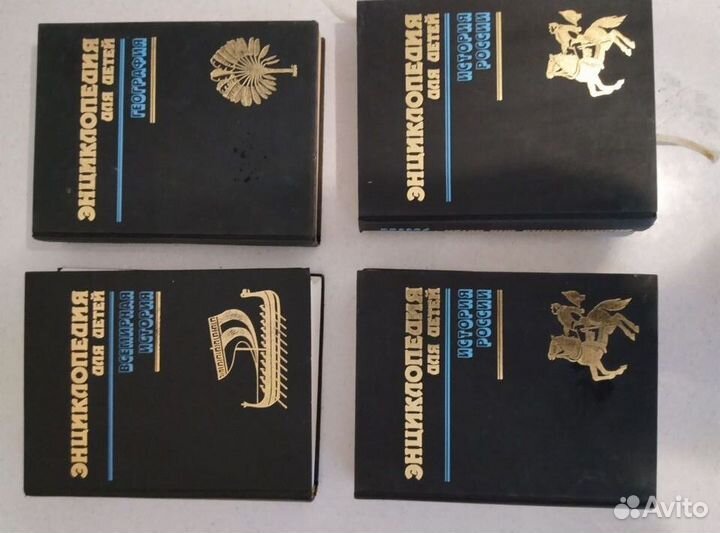 ЭНЦИКЛОПЕДИЯ
ДЛЯ ДЕТЕЙ
ГЕОГРАФИЯ
ЭНЦИКЛОПЕДИЯ
ДЛЯ ДЕТЕЙ
ИСТОРИЯ
РОССИИ
ЭНЦИКЛОПЕДИЯ
ДЛЯ ДЕТЕЙ
ВСЕМИРНАЯ
ИСТОРИЯ
ЭНЦИКЛОПЕДИЯ
ДЛЯ ДЕТЕЙ
ИСТОРИЯ
РОССИИ
Avito